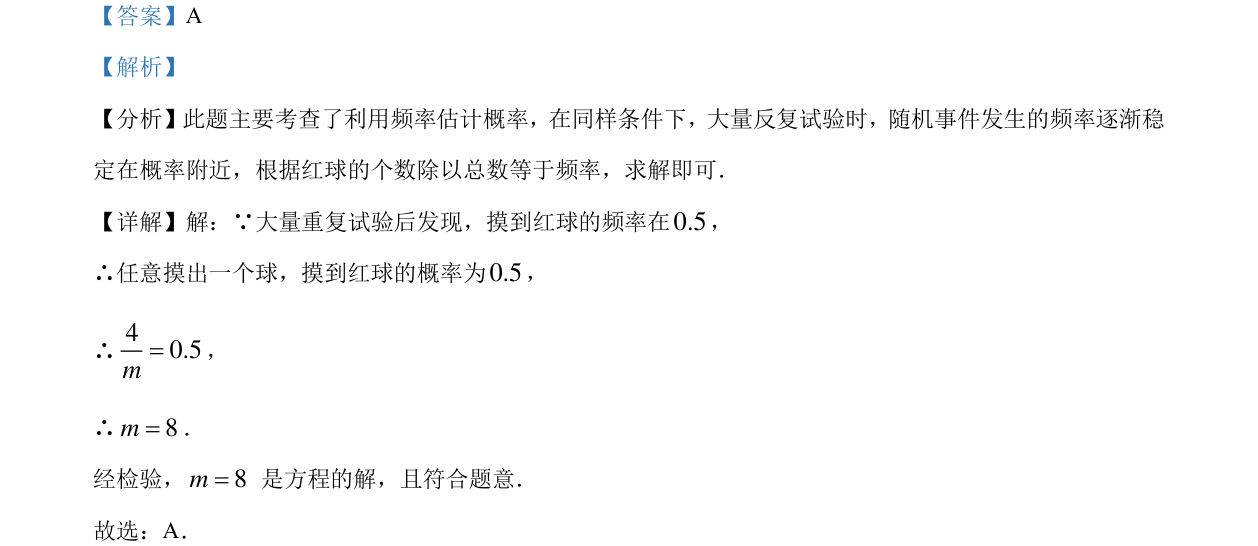 【答案】A
【解析】
【分析】此题主要考查了利用频率估计概率，在同样条件下，大量反复试验时，随机事件发生的频率逐渐稳
定在概率附近，根据红球的个数除以总数等于频率，求解即可．
【详解】解：∵大量重复试验后发现，摸到红球的频率在0.5，
∴任意摸出一个球，摸到红球的概率为0.5，
∴4/m=0.5，
∴m=8．
经检验，m=8 是方程的解，且符合题意．
故选：A．